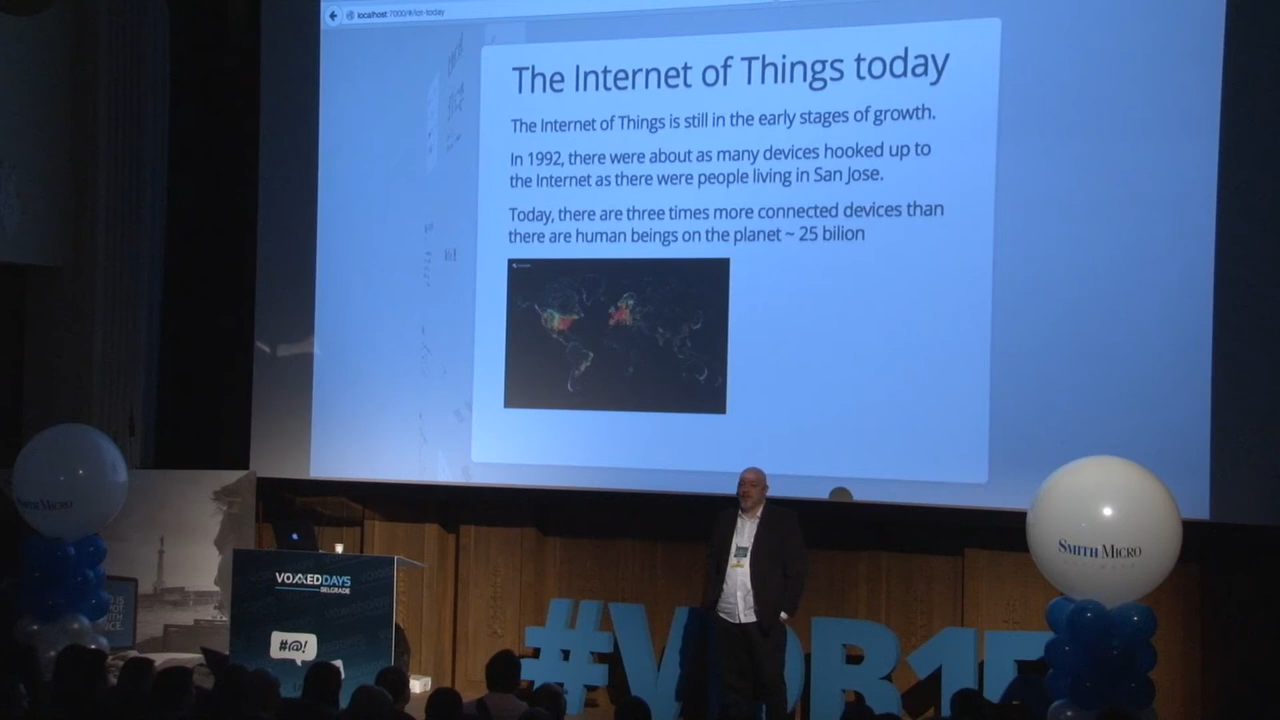 localhost:7000/#/iot-today
The Internet of Things today
The Internet of Things is still in the early stages of growth.
In 1992, there were about as many devices hooked up to
the Internet as there were people living in San Jose.
Today, there are three times more connected devices than
there are human beings on the planet ~ 25 bilion
SMITH MICRO
SMITH MICRO
VOXXED DAYS
BELGRADE
#@!
#VDB15